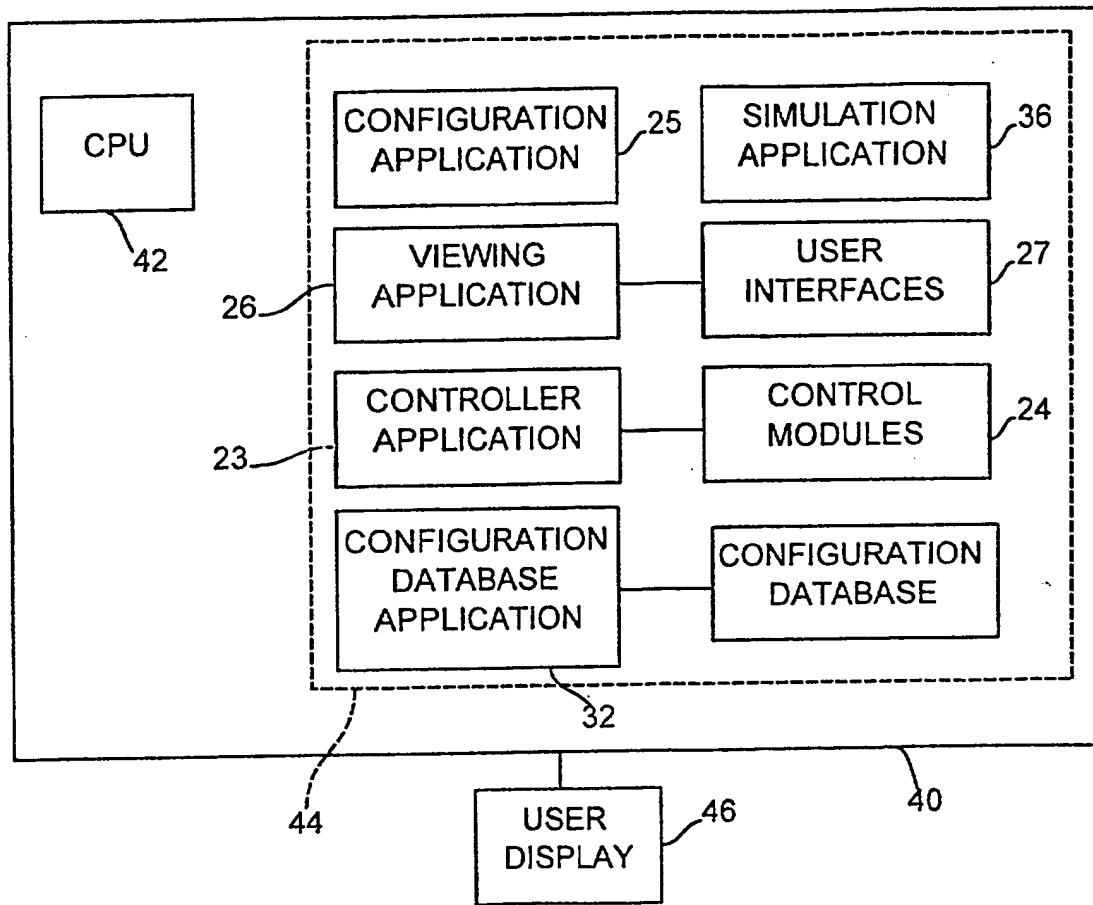 CPU
42
CONFIGURATION
APPLICATION
25
SIMULATION
APPLICATION
36
VIEWING
APPLICATION
26
USER
INTERFACES
27
CONTROLLER
APPLICATION
23
CONTROL
MODULES
24
CONFIGURATION
DATABASE
APPLICATION
32
CONFIGURATION
DATABASE
44
40
USER
DISPLAY
46